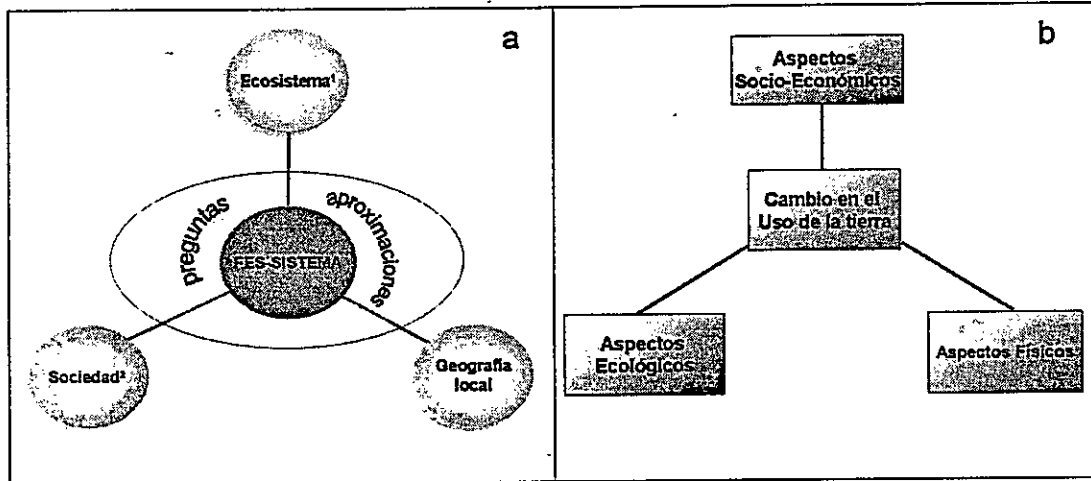 a
Ecosistema¹
preguntas
aproximaciones
FES-SISTEMA
Sociedad²
Geografía
local
b
Aspectos
Socio-Económicos
Cambio en el
Uso de la tierra
Aspectos
Ecológicos
Aspectos Físicos